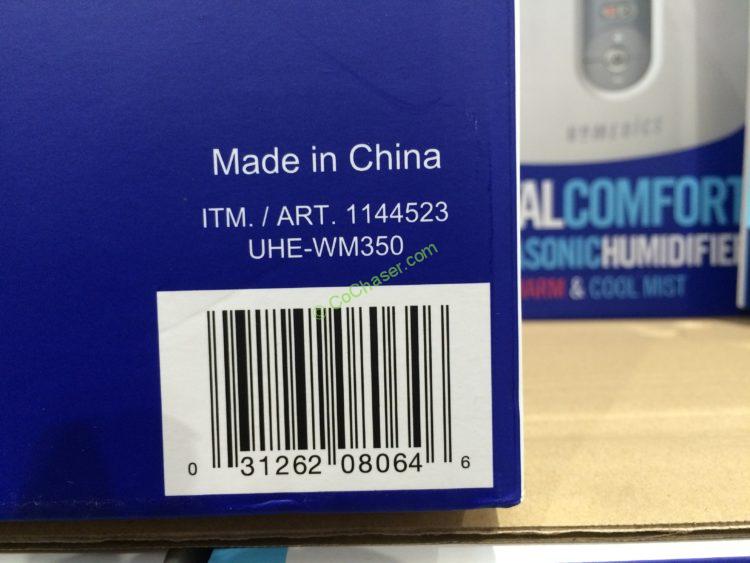 Made in China
ITM. / ART. 1144523
UHE-WM350
© CoChaser.com
0 31262 08064 6
MEDICS
ALCOMFORT
SONICHUMIDIFIE
ARM & COOL MIST